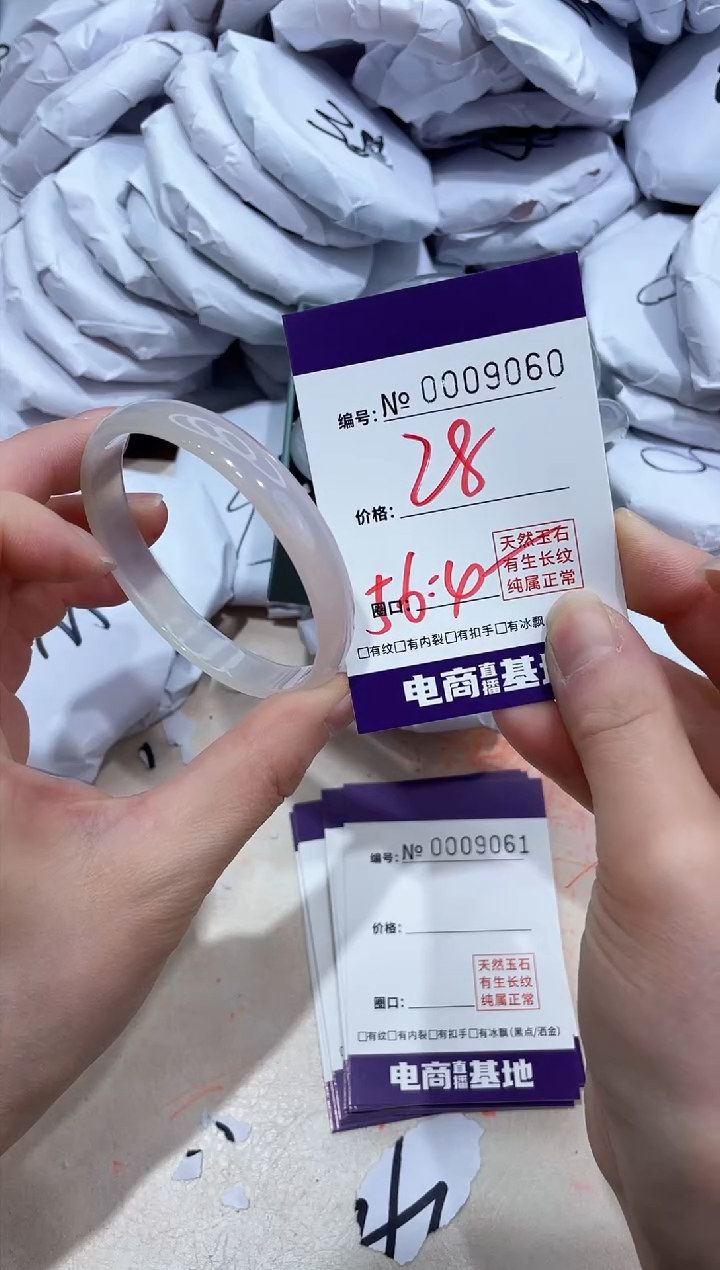 编号: № 0009060
价格: 28
天然玉石
有生长纹
纯属正常
圈口: 56.4
□有纹□有内裂□有扣手□有冰飘
电商直播基地
编号: № 0009061
价格:
天然玉石
有生长纹
纯属正常
圈口:
□有纹□有内裂□有扣手□有冰飘(黑点/洒金)
电商直播基地